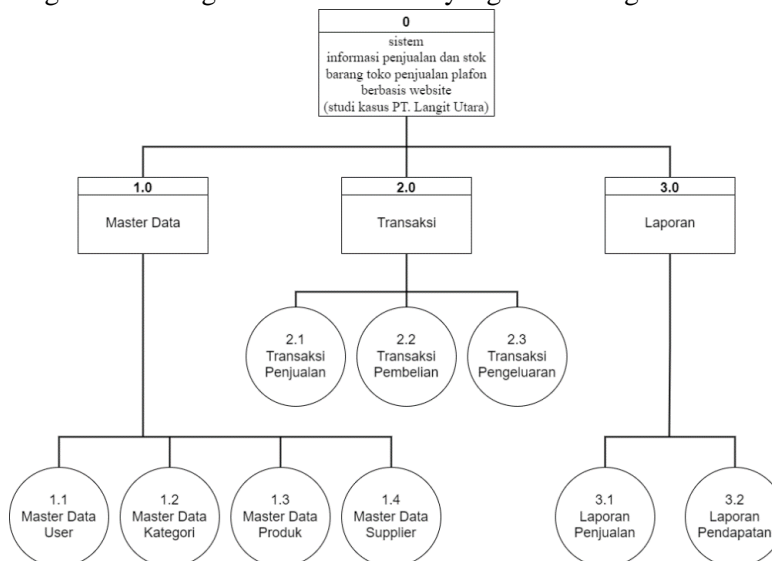 0
sistem
informasi penjualan dan stok
barang toko penjualan plafon
berbasis website
(studi kasus PT. Langit Utara)
1.0
Master Data
2.0
Transaksi
3.0
Laporan
2.1
Transaksi
Penjualan
2.2
Transaksi
Pembelian
2.3
Transaksi
Pengeluaran
1.1
Master Data
User
1.2
Master Data
Kategori
1.3
Master Data
Produk
1.4
Master Data
Supplier
3.1
Laporan
Penjualan
3.2
Laporan
Pendapatan